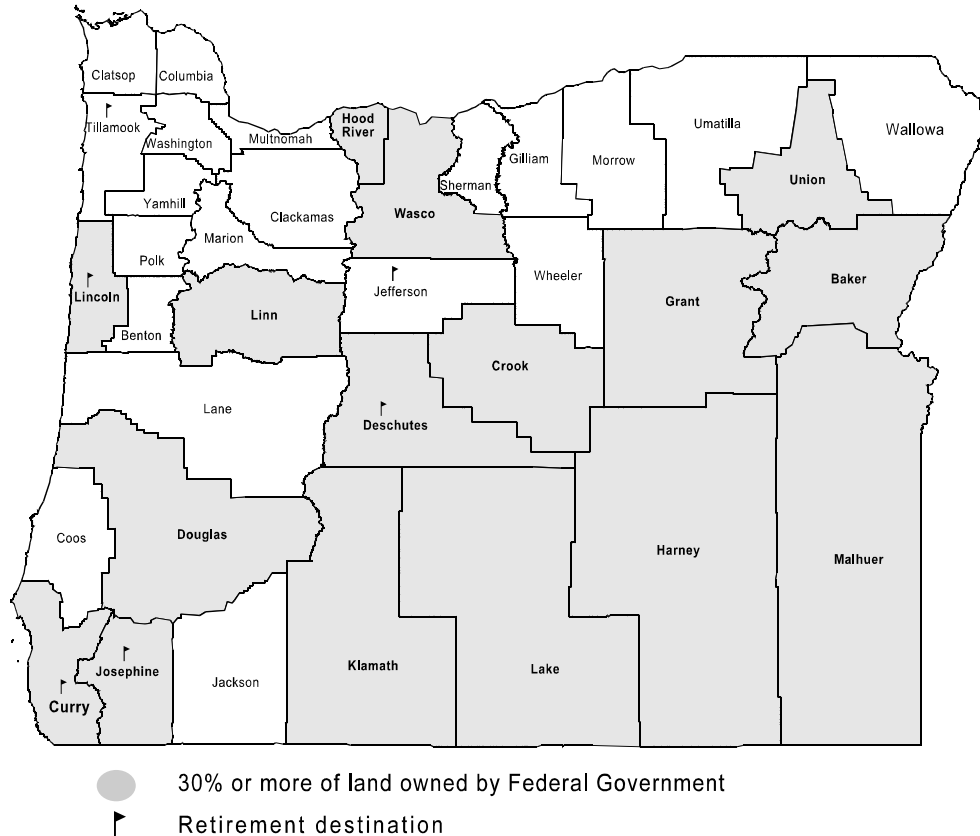 Clatsop
Columbia
Tillamook
Washington
Multnomah
Hood
River
Yamhill
Clackamas
Marion
Polk
Wasco
Sherman
Gilliam
Morrow
Umatilla
Union
Wallowa
Lincoln
Benton
Linn
Jefferson
Wheeler
Grant
Baker
Lane
Crook
Deschutes
Coos
Douglas
Harney
Malhuer
Curry
Josephine
Jackson
Klamath
Lake
30% or more of land owned by Federal Government
Retirement destination